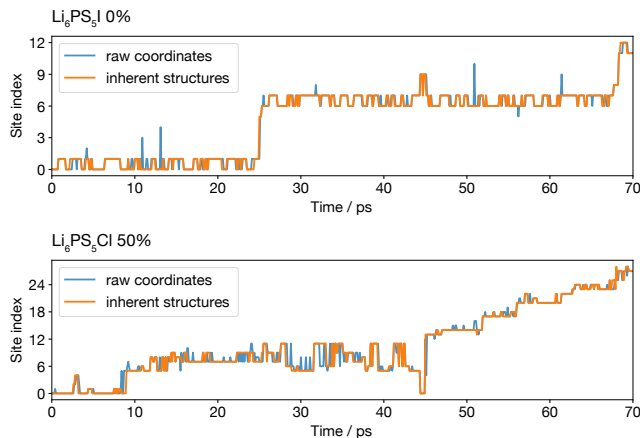 Li₆PS₅I 0%
12
9
6
3
0
Site index
raw coordinates
inherent structures
0 10 20 30 40 50 60 70
Time / ps
Li₆PS₅Cl 50%
24
18
12
6
0
Site index
raw coordinates
inherent structures
0 10 20 30 40 50 60 70
Time / ps